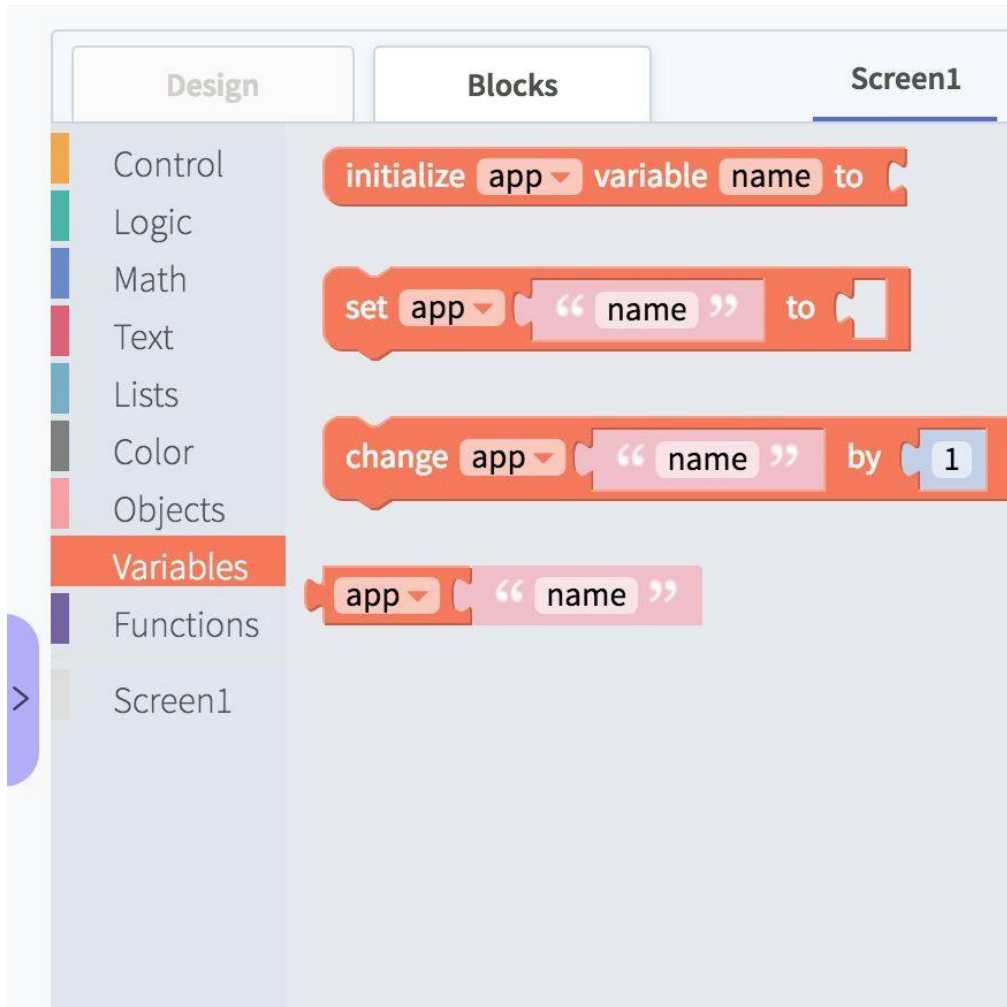 Design
Blocks
Screen1
Control
Logic
Math
Text
Lists
Color
Objects
Variables
Functions
Screen1
initialize app variable name to
set app “ name ” to
change app “ name ” by 1
app “ name ”